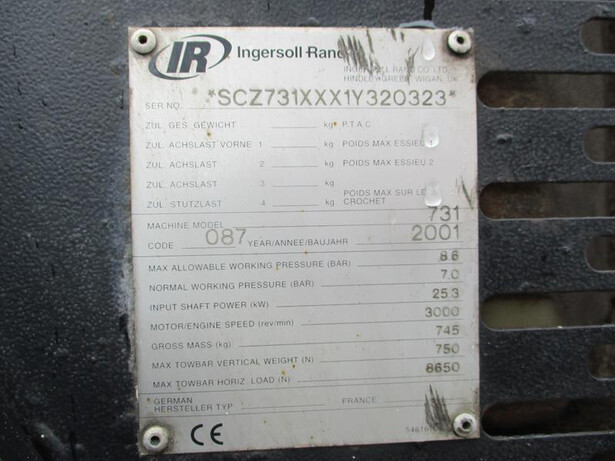 IR Ingersoll-Rand
INGERSOLL RAND CO. LTD.
HINDLEY GREEN, WIGAN, UK
SER NO. *SCZ731XXX1Y320323*
ZUL. GES. GEWICHT kg P.T.A.C.
ZUL. ACHSLAST VORNE 1 kg POIDS MAX ESSIEU 1
ZUL. ACHSLAST 2 kg POIDS MAX ESSIEU 2
ZUL. ACHSLAST 3 kg
ZUL. STUTZLAST 4 kg POIDS MAX SUR LE CROCHET
MACHINE MODEL 731
CODE 087 YEAR/ANNEE/BAUJAHR 2001
MAX ALLOWABLE WORKING PRESSURE (BAR) 8.6
NORMAL WORKING PRESSURE (BAR) 7.0
INPUT SHAFT POWER (kW) 25.3
MOTOR/ENGINE SPEED (rev/min) 3000
GROSS MASS (kg) 745
MAX TOWBAR VERTICAL WEIGHT (N) 750
MAX TOWBAR HORIZ. LOAD (N) 8650
GERMAN HERSTELLER TYP FRANCE
CE